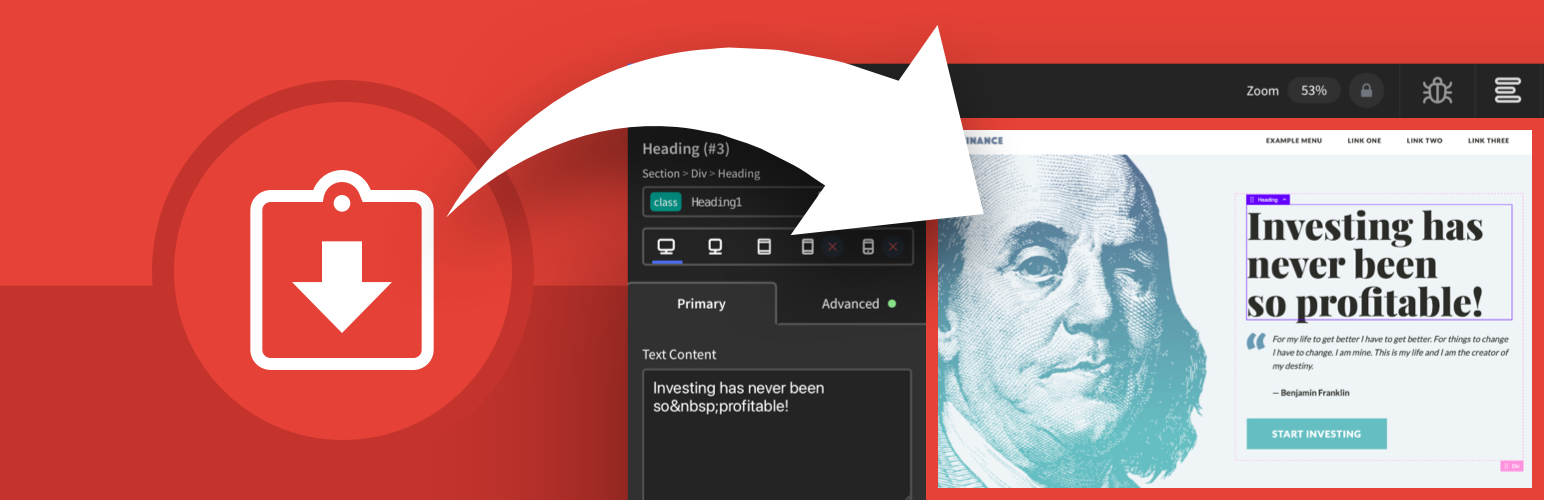 Zoom 53%
Heading (#3)
Section > Div > Heading
class Heading1
Primary Advanced
Text Content
Investing has never been
so&nbsp;profitable!
INANCE EXAMPLE MENU LINK ONE LINK TWO LINK THREE
Heading
Investing has
never been
so profitable!
For my life to get better I have to get better. For things to change
I have to change. I am mine. This is my life and I am the creator of
my destiny.
— Benjamin Franklin
START INVESTING
Div